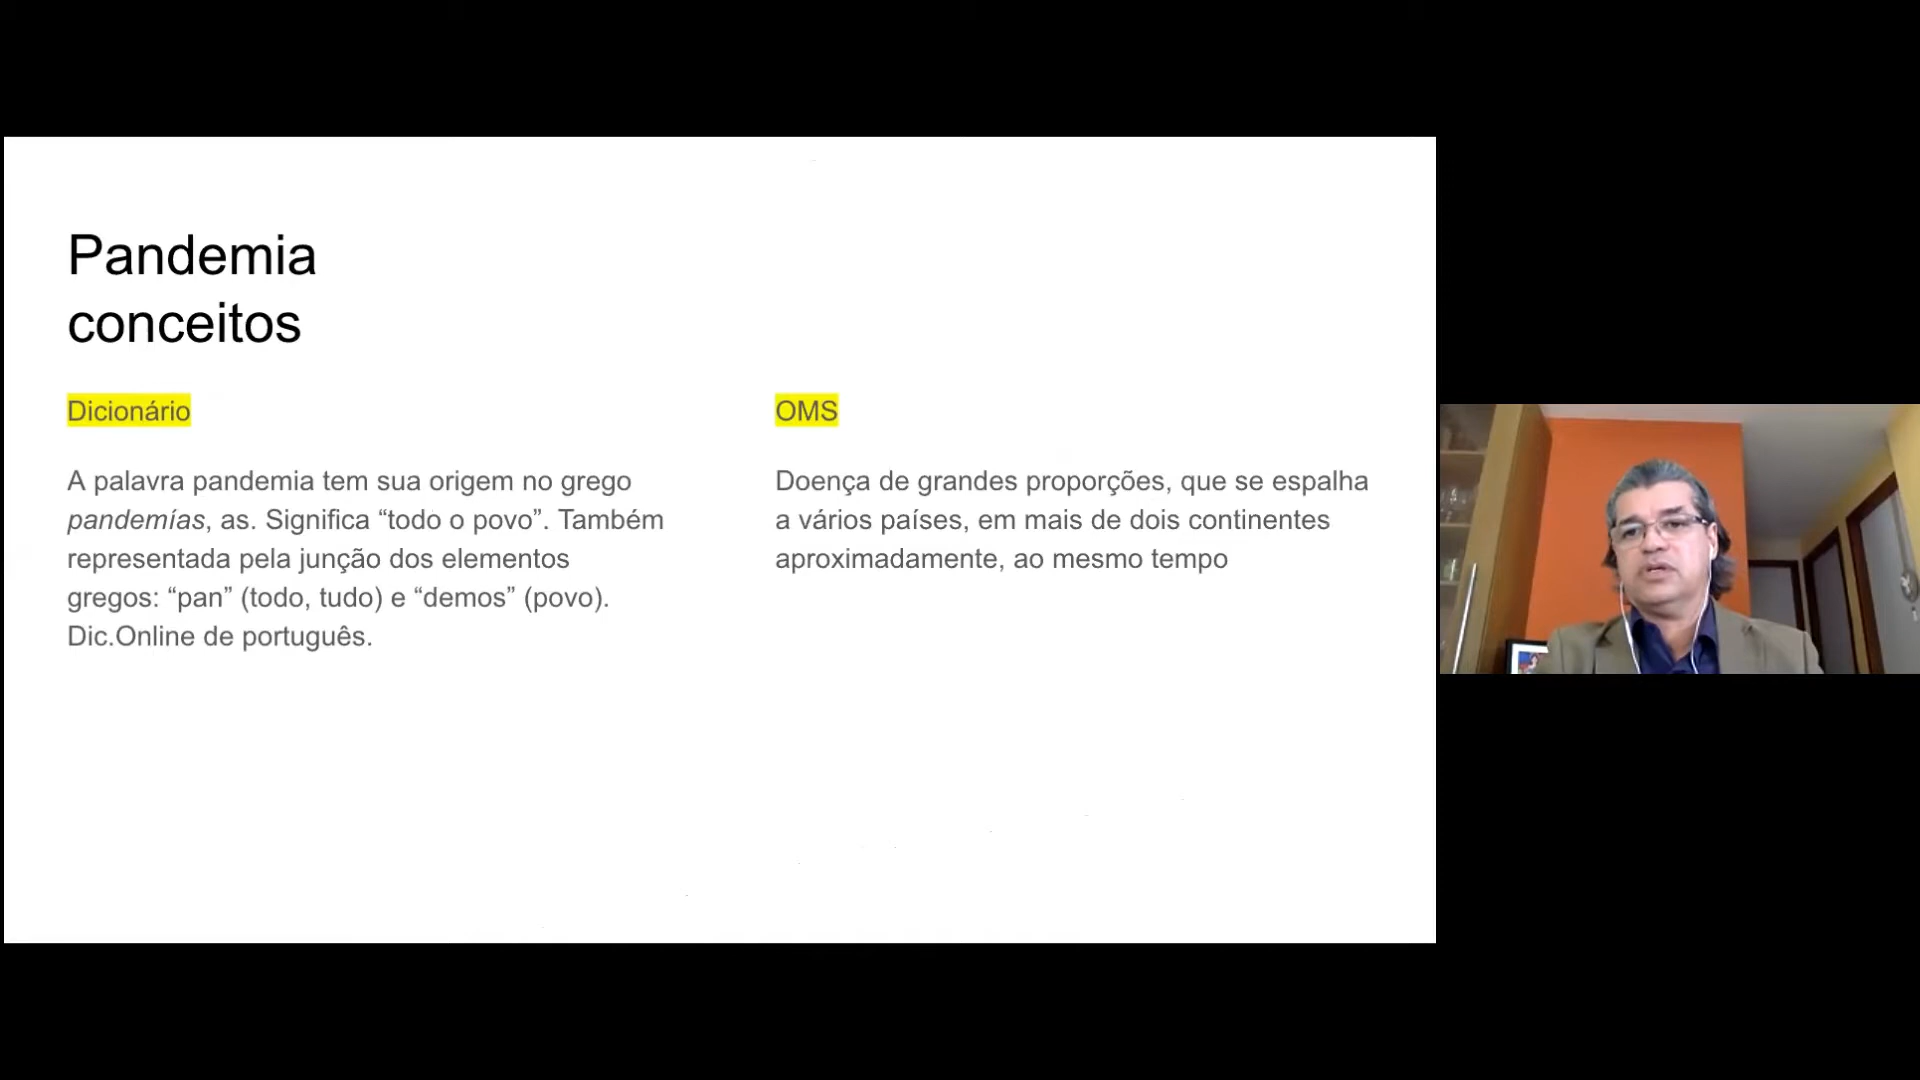 Pandemia
conceitos
Dicionário
A palavra pandemia tem sua origem no grego
pandemías, as. Significa “todo o povo”. Também
representada pela junção dos elementos
gregos: “pan” (todo, tudo) e “demos” (povo).
Dic.Online de português.
OMS
Doença de grandes proporções, que se espalha
a vários países, em mais de dois continentes
aproximadamente, ao mesmo tempo